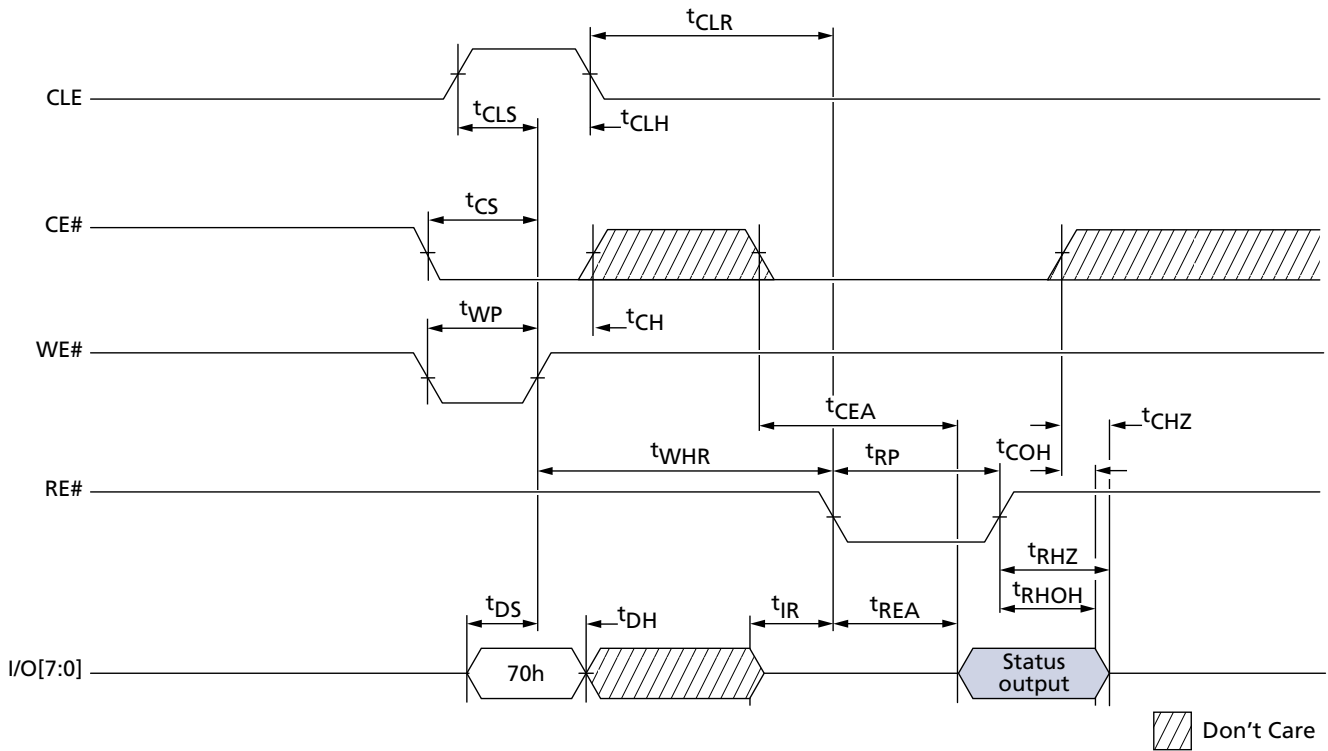 tCLR
CLE
tCLS
tCLH
tCS
CE#
tWP
tCH
WE#
tCEA
tCHZ
tWHR
tRP
tCOH
RE#
tRHZ
tRHOH
tDS
tDH
tIR
tREA
I/O[7:0]
70h
Status
output
Don't Care